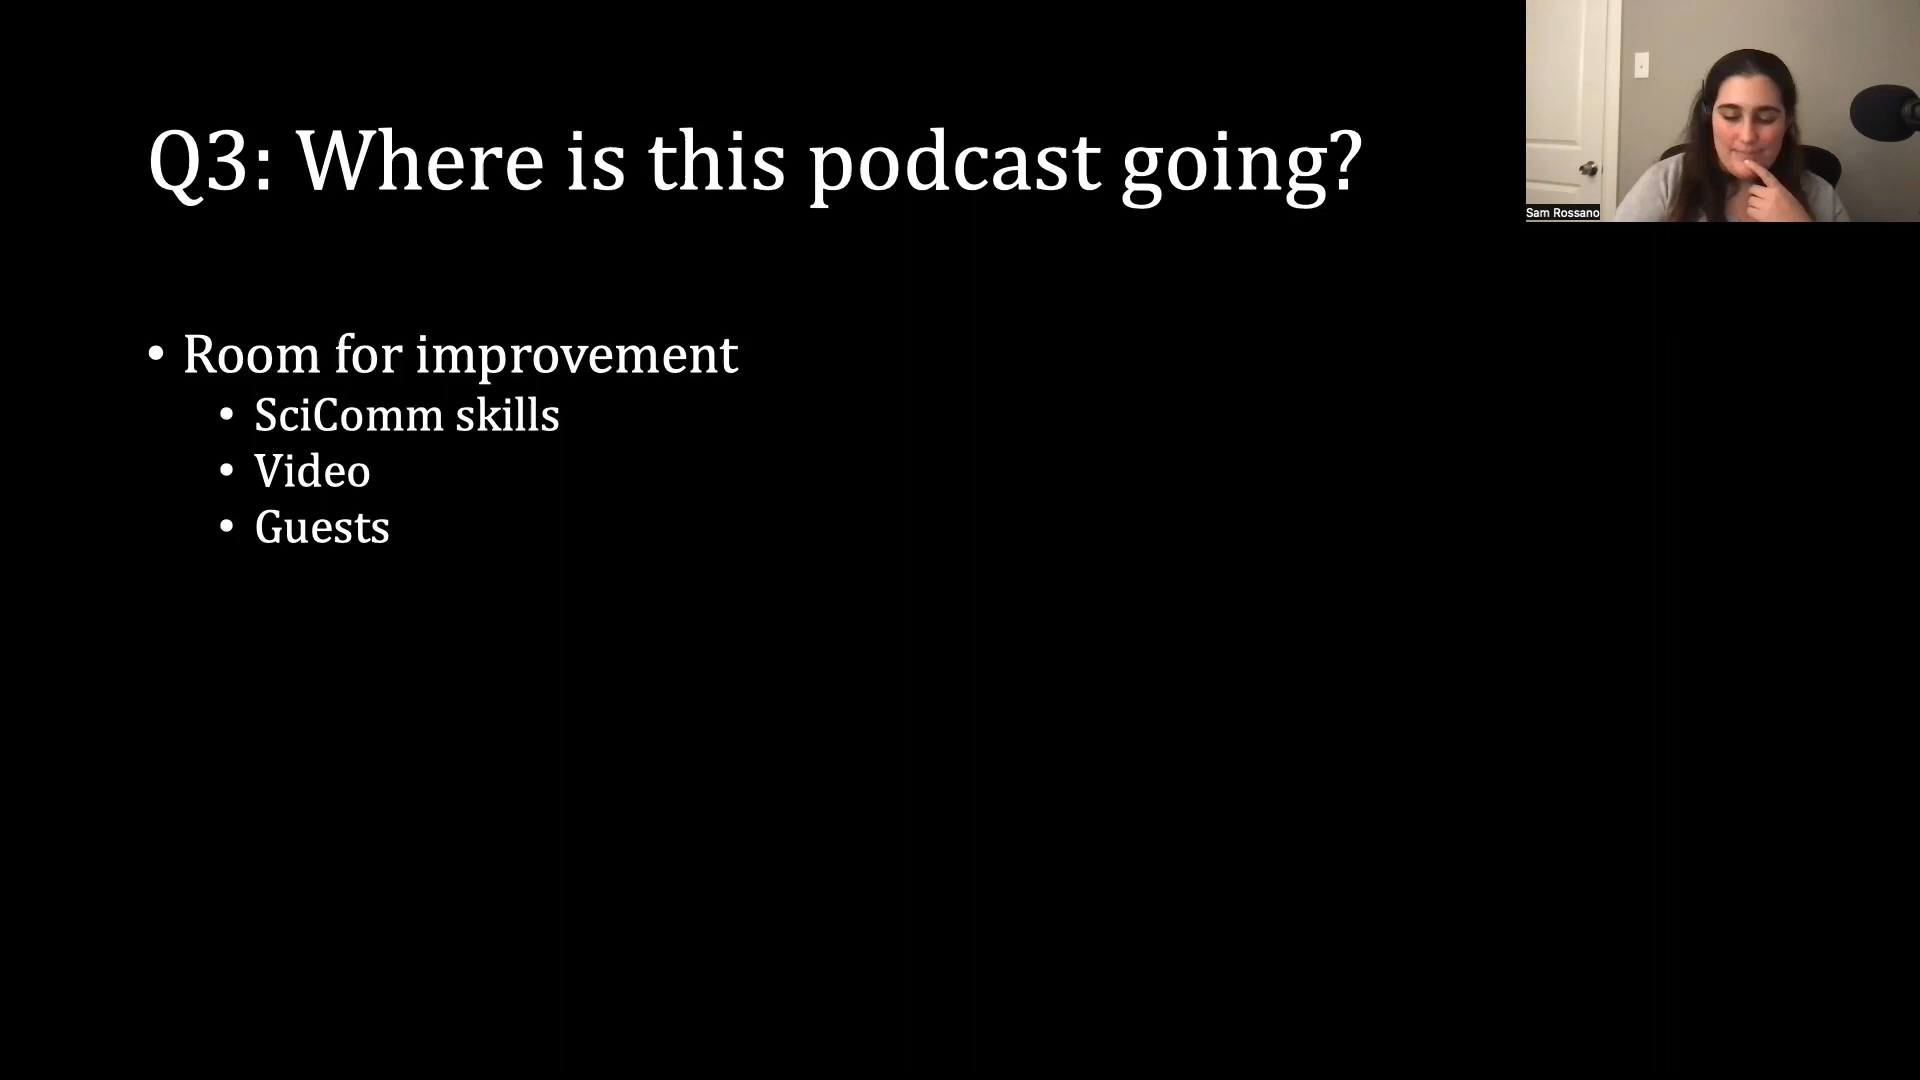 Q3: Where is this podcast going?
Sam Rossano
• Room for improvement
• SciComm skills
• Video
• Guests